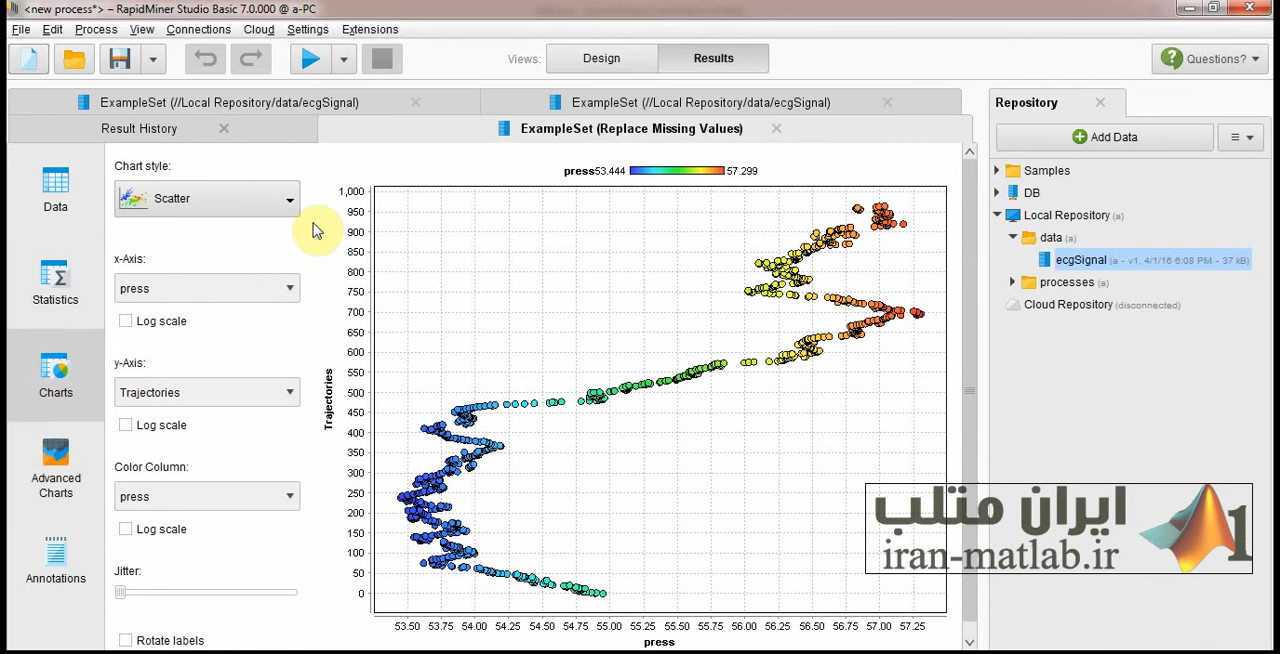 <new process*> – RapidMiner Studio Basic 7.0.000 @ a-PC
File Edit Process View Connections Cloud Settings Extensions
Views: Design Results Questions?
ExampleSet (//Local Repository/data/ecgSignal) ExampleSet (//Local Repository/data/ecgSignal)
Result History ExampleSet (Replace Missing Values)
Data
Statistics
Charts
Advanced
Charts
Annotations
Chart style:
Scatter
x-Axis:
press
Log scale
y-Axis:
Trajectories
Log scale
Color Column:
press
Log scale
Jitter:
Rotate labels
press 53.444 57.299
1,000
950
900
850
800
750
700
650
600
550
500
450
400
350
300
250
200
150
100
50
0
Trajectories
53.50 53.75 54.00 54.25 54.50 54.75 55.00 55.25 55.50 55.75 56.00 56.25 56.50 56.75 57.00 57.25
press
Repository
Add Data
Samples
DB
Local Repository (a)
data (a)
ecgSignal (a - v1, 4/1/16 6:08 PM - 37 kB)
processes (a)
Cloud Repository (disconnected)
ایران متلب
iran-matlab.ir
1